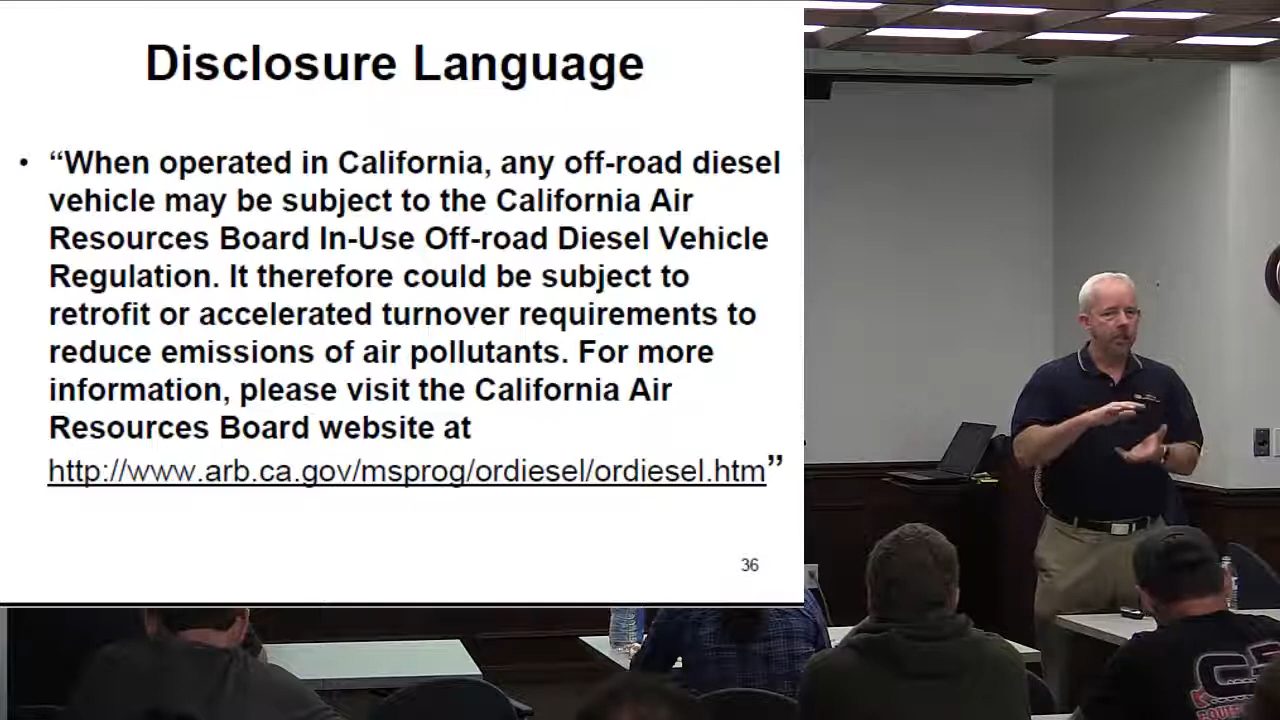 Disclosure Language
• “When operated in California, any off-road diesel
vehicle may be subject to the California Air
Resources Board In-Use Off-road Diesel Vehicle
Regulation. It therefore could be subject to
retrofit or accelerated turnover requirements to
reduce emissions of air pollutants. For more
information, please visit the California Air
Resources Board website at
http://www.arb.ca.gov/msprog/ordiesel/ordiesel.htm”
36